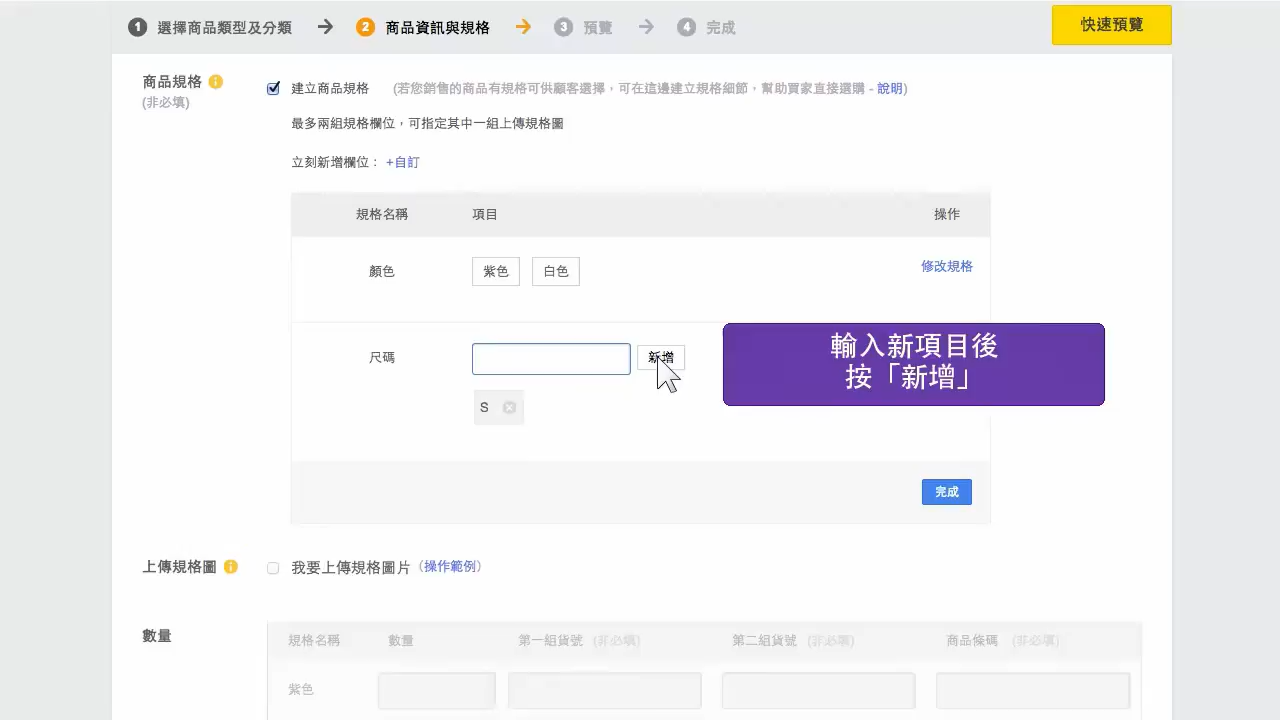 1 選擇商品類型及分類 → 2 商品資訊與規格 → 3 預覽 → 4 完成
快速預覽
商品規格
(非必填)
建立商品規格 (若您銷售的商品有規格可供顧客選擇，可在這邊建立規格細節，幫助買家直接選購 - 說明)
最多兩組規格欄位，可指定其中一組上傳規格圖
立刻新增欄位： +自訂
規格名稱 項目 操作
顏色 紫色 白色 修改規格
尺碼 新增
輸入新項目後
按「新增」
S
完成
上傳規格圖 我要上傳規格圖片 (操作範例)
數量
規格名稱 數量 第一組貨號 (非必填) 第二組貨號 (非必填) 商品條碼 (非必填)
紫色